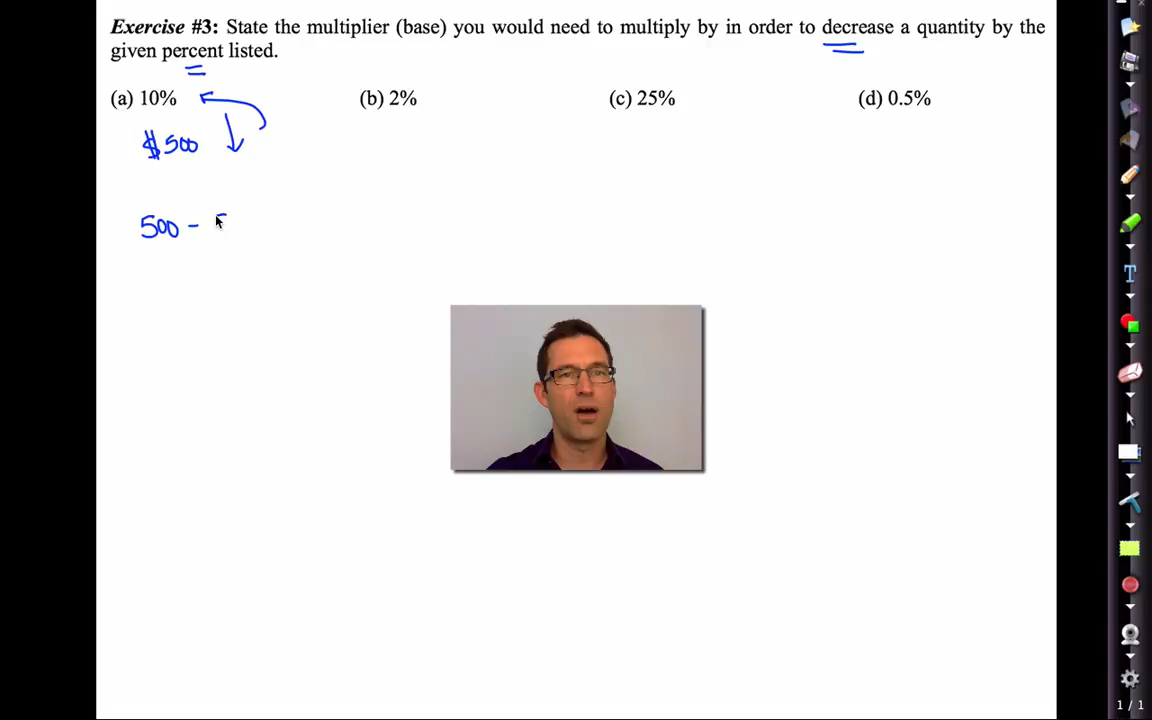 Exercise #3: State the multiplier (base) you would need to multiply by in order to decrease a quantity by the
given percent listed.
(a) 10% (b) 2% (c) 25% (d) 0.5%
$500
500 -
T
1 / 1